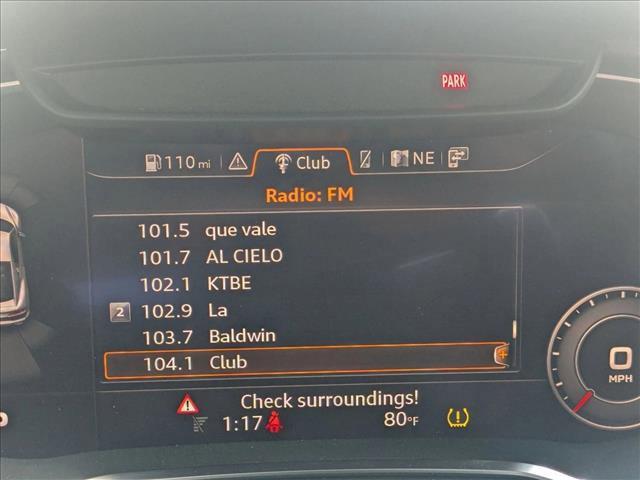 PARK
110 mi Club NE
Radio: FM
101.5 que vale
101.7 AL CIELO
102.1 KTBE
2 102.9 La
103.7 Baldwin
104.1 Club
0
MPH
Check surroundings!
1:17 80°F